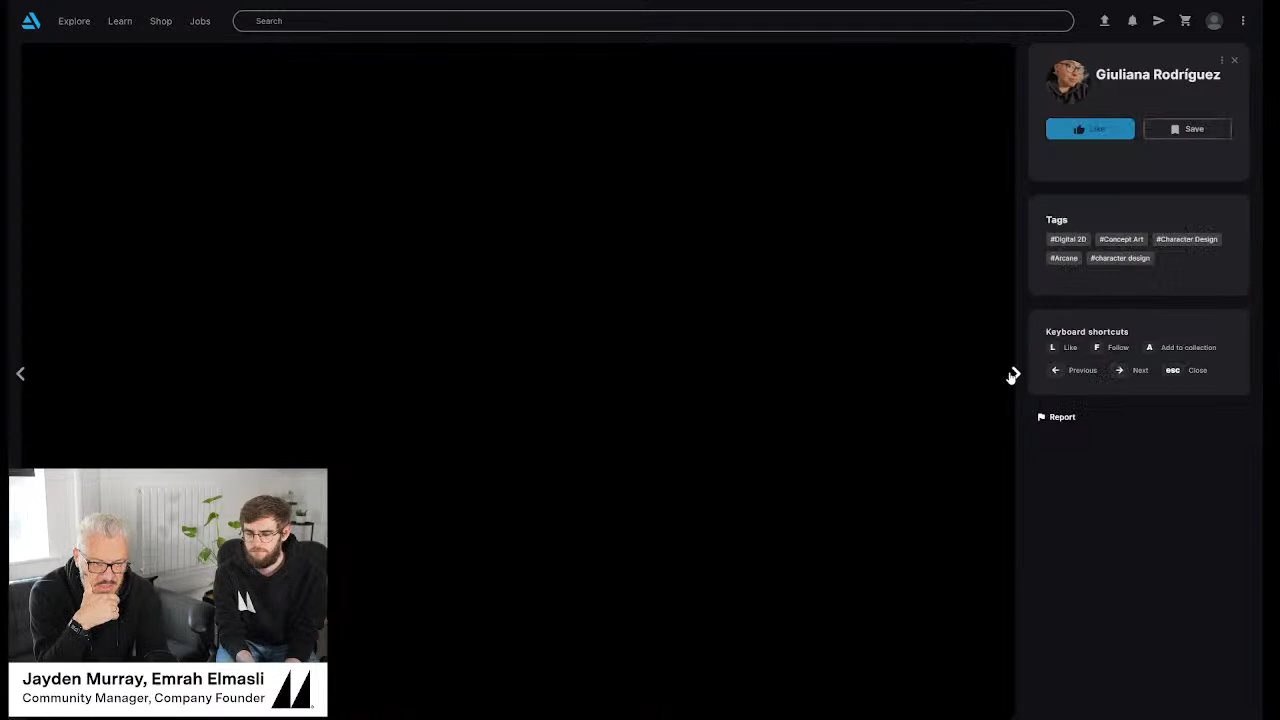 Explore Learn Shop Jobs Search
Giuliana Rodríguez
Like Save
Tags
#Digital 2D #Concept Art #Character Design
#Arcane #character design
Keyboard shortcuts
L Like F Follow A Add to collection
← Previous → Next esc Close
Report
Jayden Murray, Emrah Elmasli
Community Manager, Company Founder